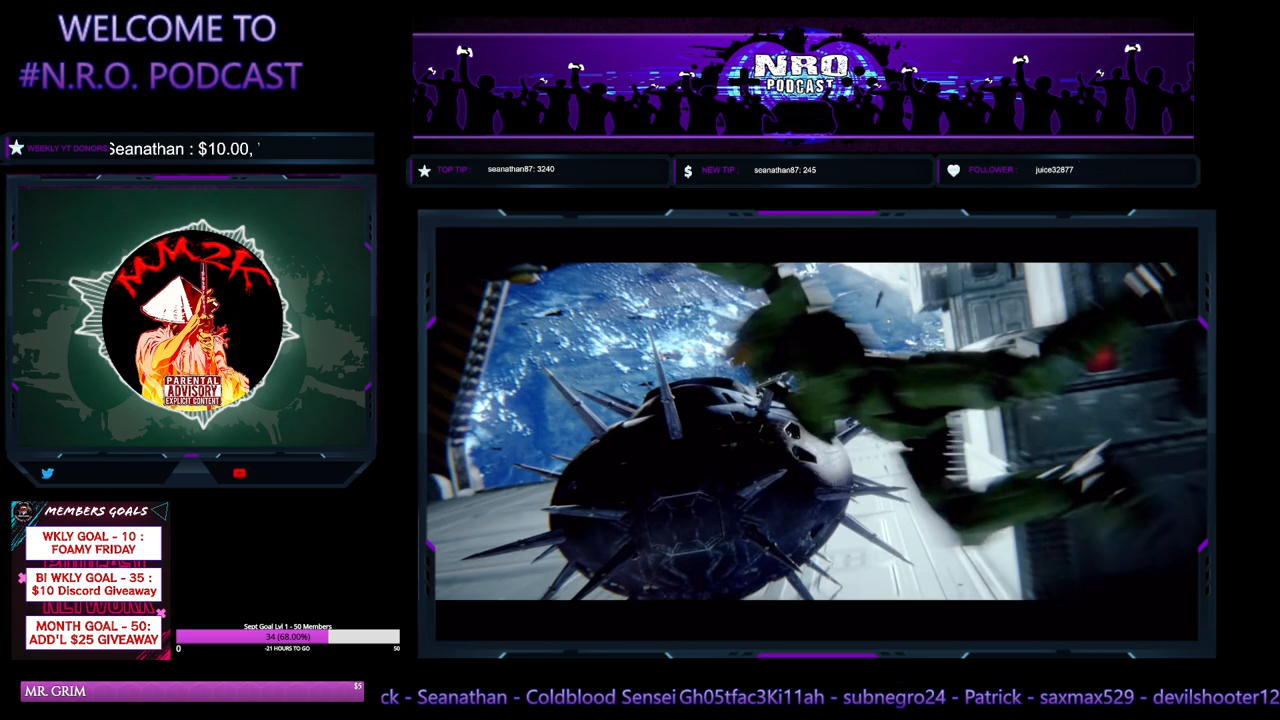 WELCOME TO
#N.R.O. PODCAST
NRO
PODCAST
WEEKLY YT DONORS
Seanathan : $10.00,
TOP TIP :
seanathan87: 3240
NEW TIP :
seanathan87: 245
FOLLOWER :
juice32877
PARENTAL
ADVISORY
EXPLICIT CONTENT
MEMBERS GOALS
WKLY GOAL - 10 :
FOAMY FRIDAY
BI WKLY GOAL - 35 :
$10 Discord Giveaway
NETWORK
MONTH GOAL - 50:
ADD'L $25 GIVEAWAY
Sept Goal Lvl 1 - 50 Members
34 (68.00%)
0
-21 HOURS TO GO
50
MR. GRIM
$5
ck - Seanathan - Coldblood Sensei Gh05tfac3Ki11ah - subnegro24 - Patrick - saxmax529 - devilshooter12